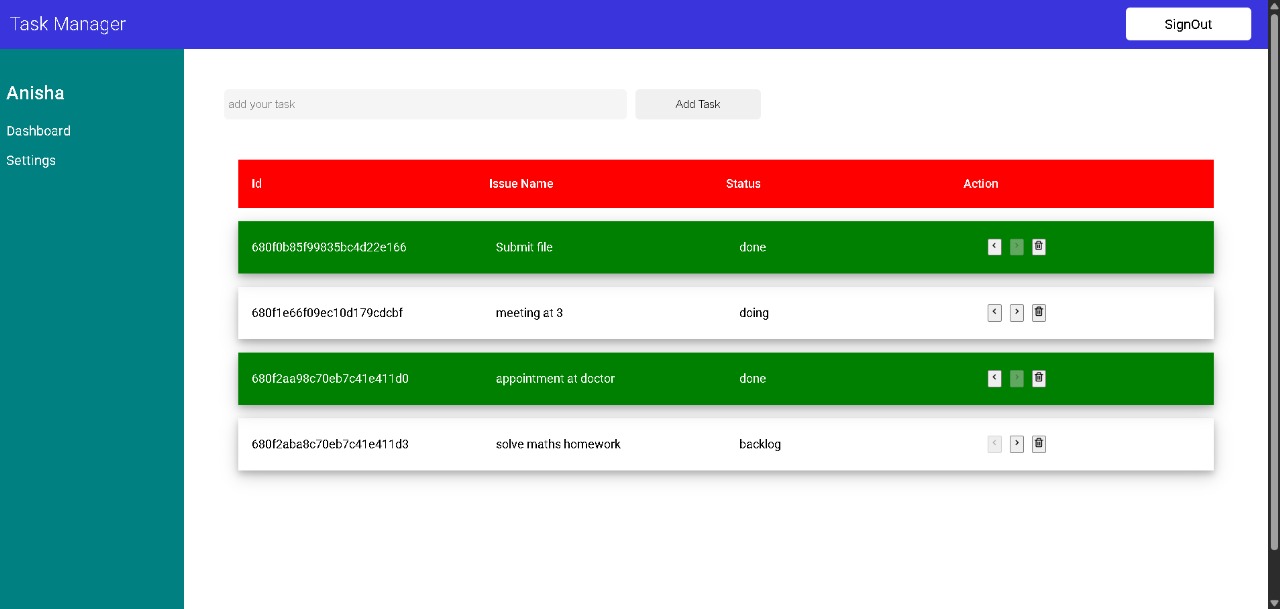 Task Manager
SignOut
Anisha
Dashboard
Settings
add your task
Add Task
Id Issue Name Status Action
680f0b85f99835bc4d22e166 Submit file done
680f1e66f09ec10d179cdcbf meeting at 3 doing
680f2aa98c70eb7c41e411d0 appointment at doctor done
680f2aba8c70eb7c41e411d3 solve maths homework backlog